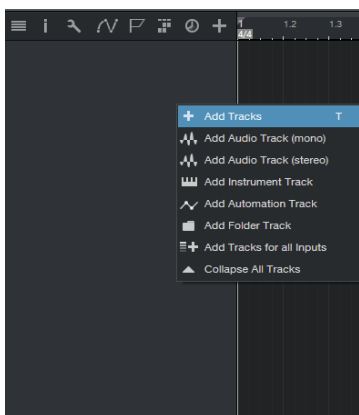 1 1.2 1.3
4/4
Add Tracks T
Add Audio Track (mono)
Add Audio Track (stereo)
Add Instrument Track
Add Automation Track
Add Folder Track
Add Tracks for all Inputs
Collapse All Tracks